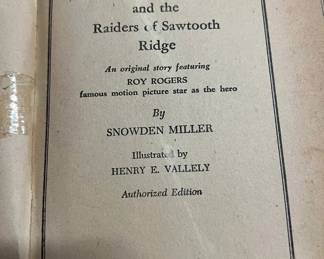 and the
Raiders of Sawtooth
Ridge
An original story featuring
ROY ROGERS
famous motion picture star as the hero
By
SNOWDEN MILLER
Illustrated by
HENRY E. VALLELY
Authorized Edition